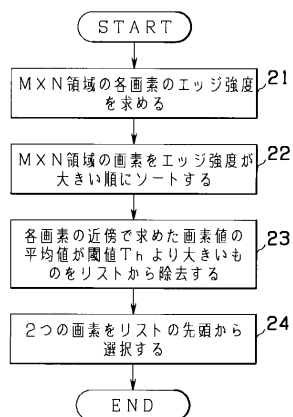 START
M×N領域の各画素のエッジ強度
を求める
21
M×N領域の画素をエッジ強度が
大きい順にソートする
22
各画素の近傍で求めた画素値の
平均値が閾値Thより大きいも
のをリストから除去する
23
2つの画素をリストの先頭から
選択する
24
END